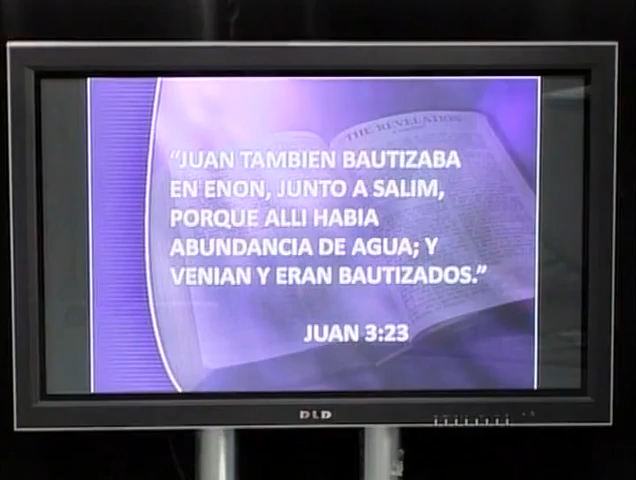 THE REVELATION
"JUAN TAMBIEN BAUTIZABA
EN ENON, JUNTO A SALIM,
PORQUE ALLI HABIA
ABUNDANCIA DE AGUA; Y
VENIAN Y ERAN BAUTIZADOS."
JUAN 3:23
DLD